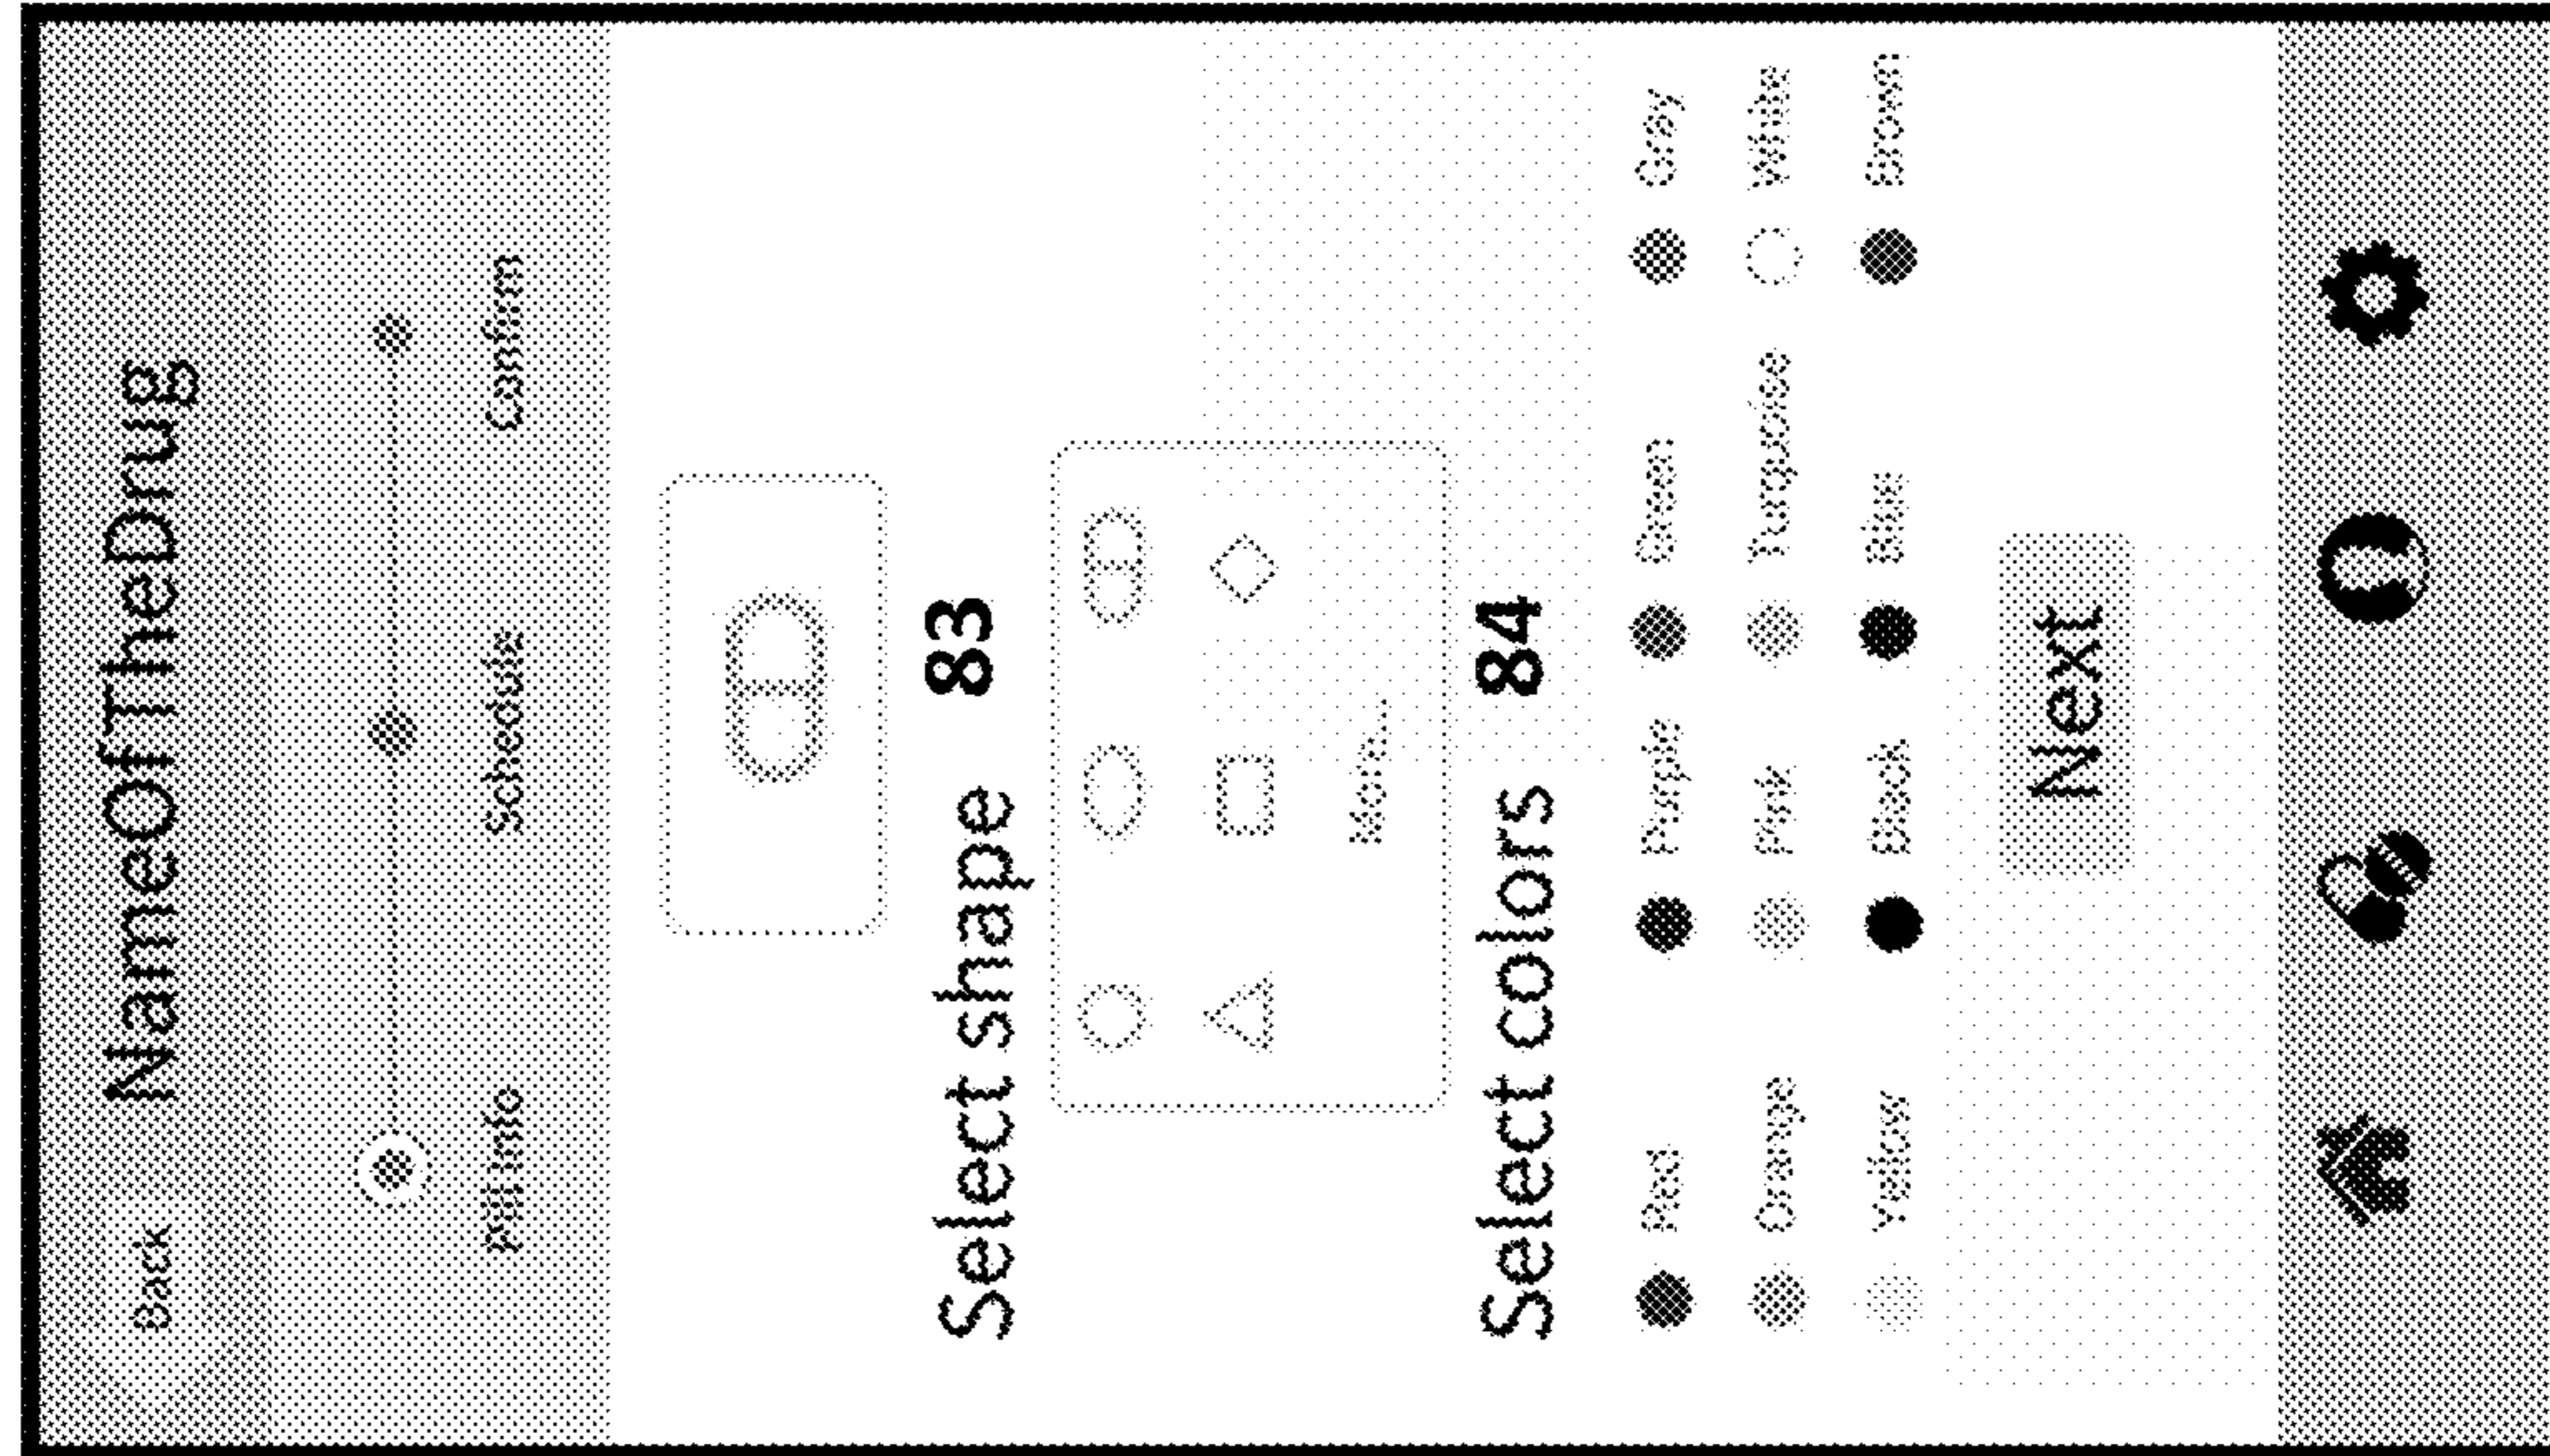 Back NameOfTheDrug
Pill info Schedule Confirm
Select shape 83
More...
Select colors 84
Red Purple Green Gray
Orange Pink Turquoise White
Yellow Black Blue Brown
Next